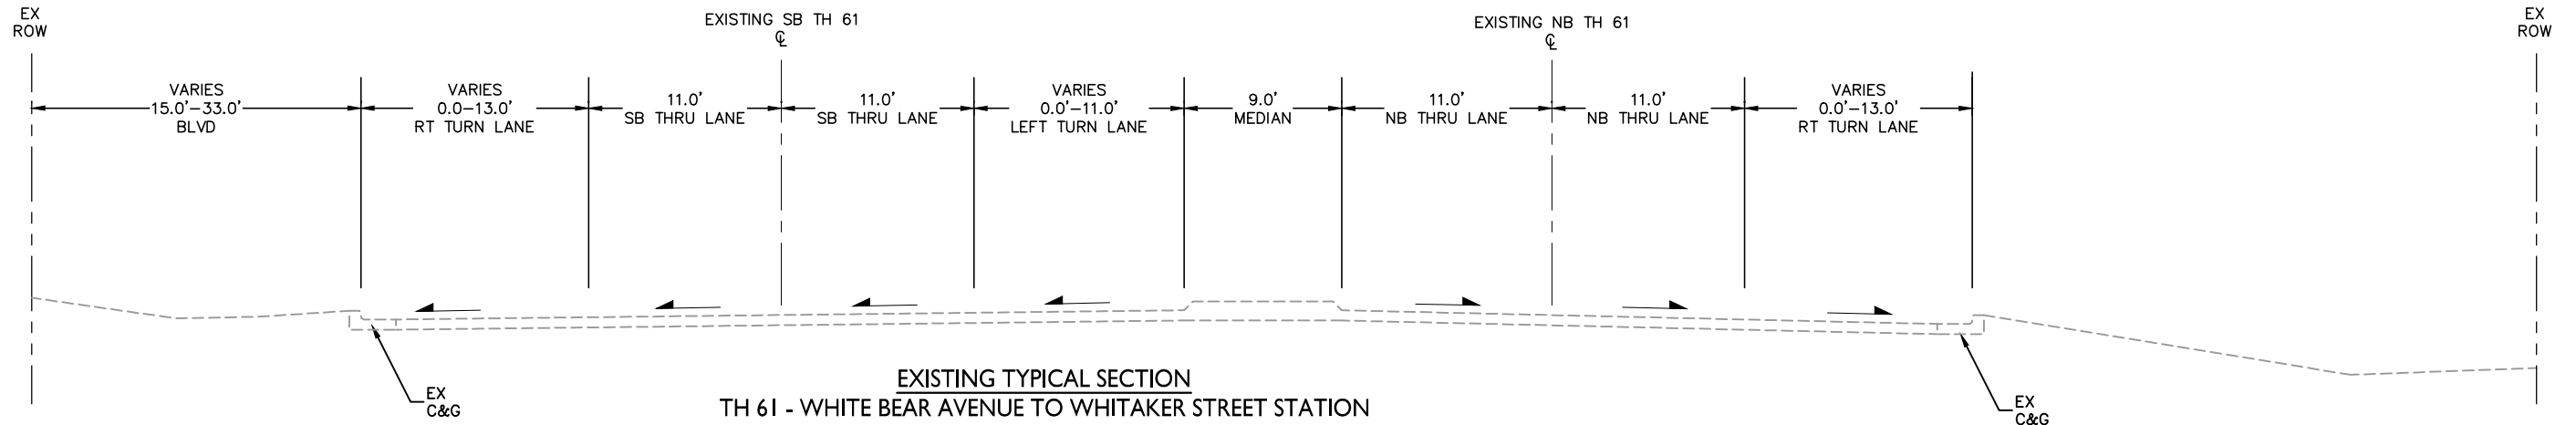 EX
ROW
EXISTING SB TH 61
℄
EXISTING NB TH 61
℄
EX
ROW
VARIES
15.0'-33.0'
BLVD
VARIES
0.0-13.0'
RT TURN LANE
11.0'
SB THRU LANE
11.0'
SB THRU LANE
VARIES
0.0'-11.0'
LEFT TURN LANE
9.0'
MEDIAN
11.0'
NB THRU LANE
11.0'
NB THRU LANE
VARIES
0.0'-13.0'
RT TURN LANE
EX
C&G
EXISTING TYPICAL SECTION
TH 61 - WHITE BEAR AVENUE TO WHITAKER STREET STATION
EX
C&G